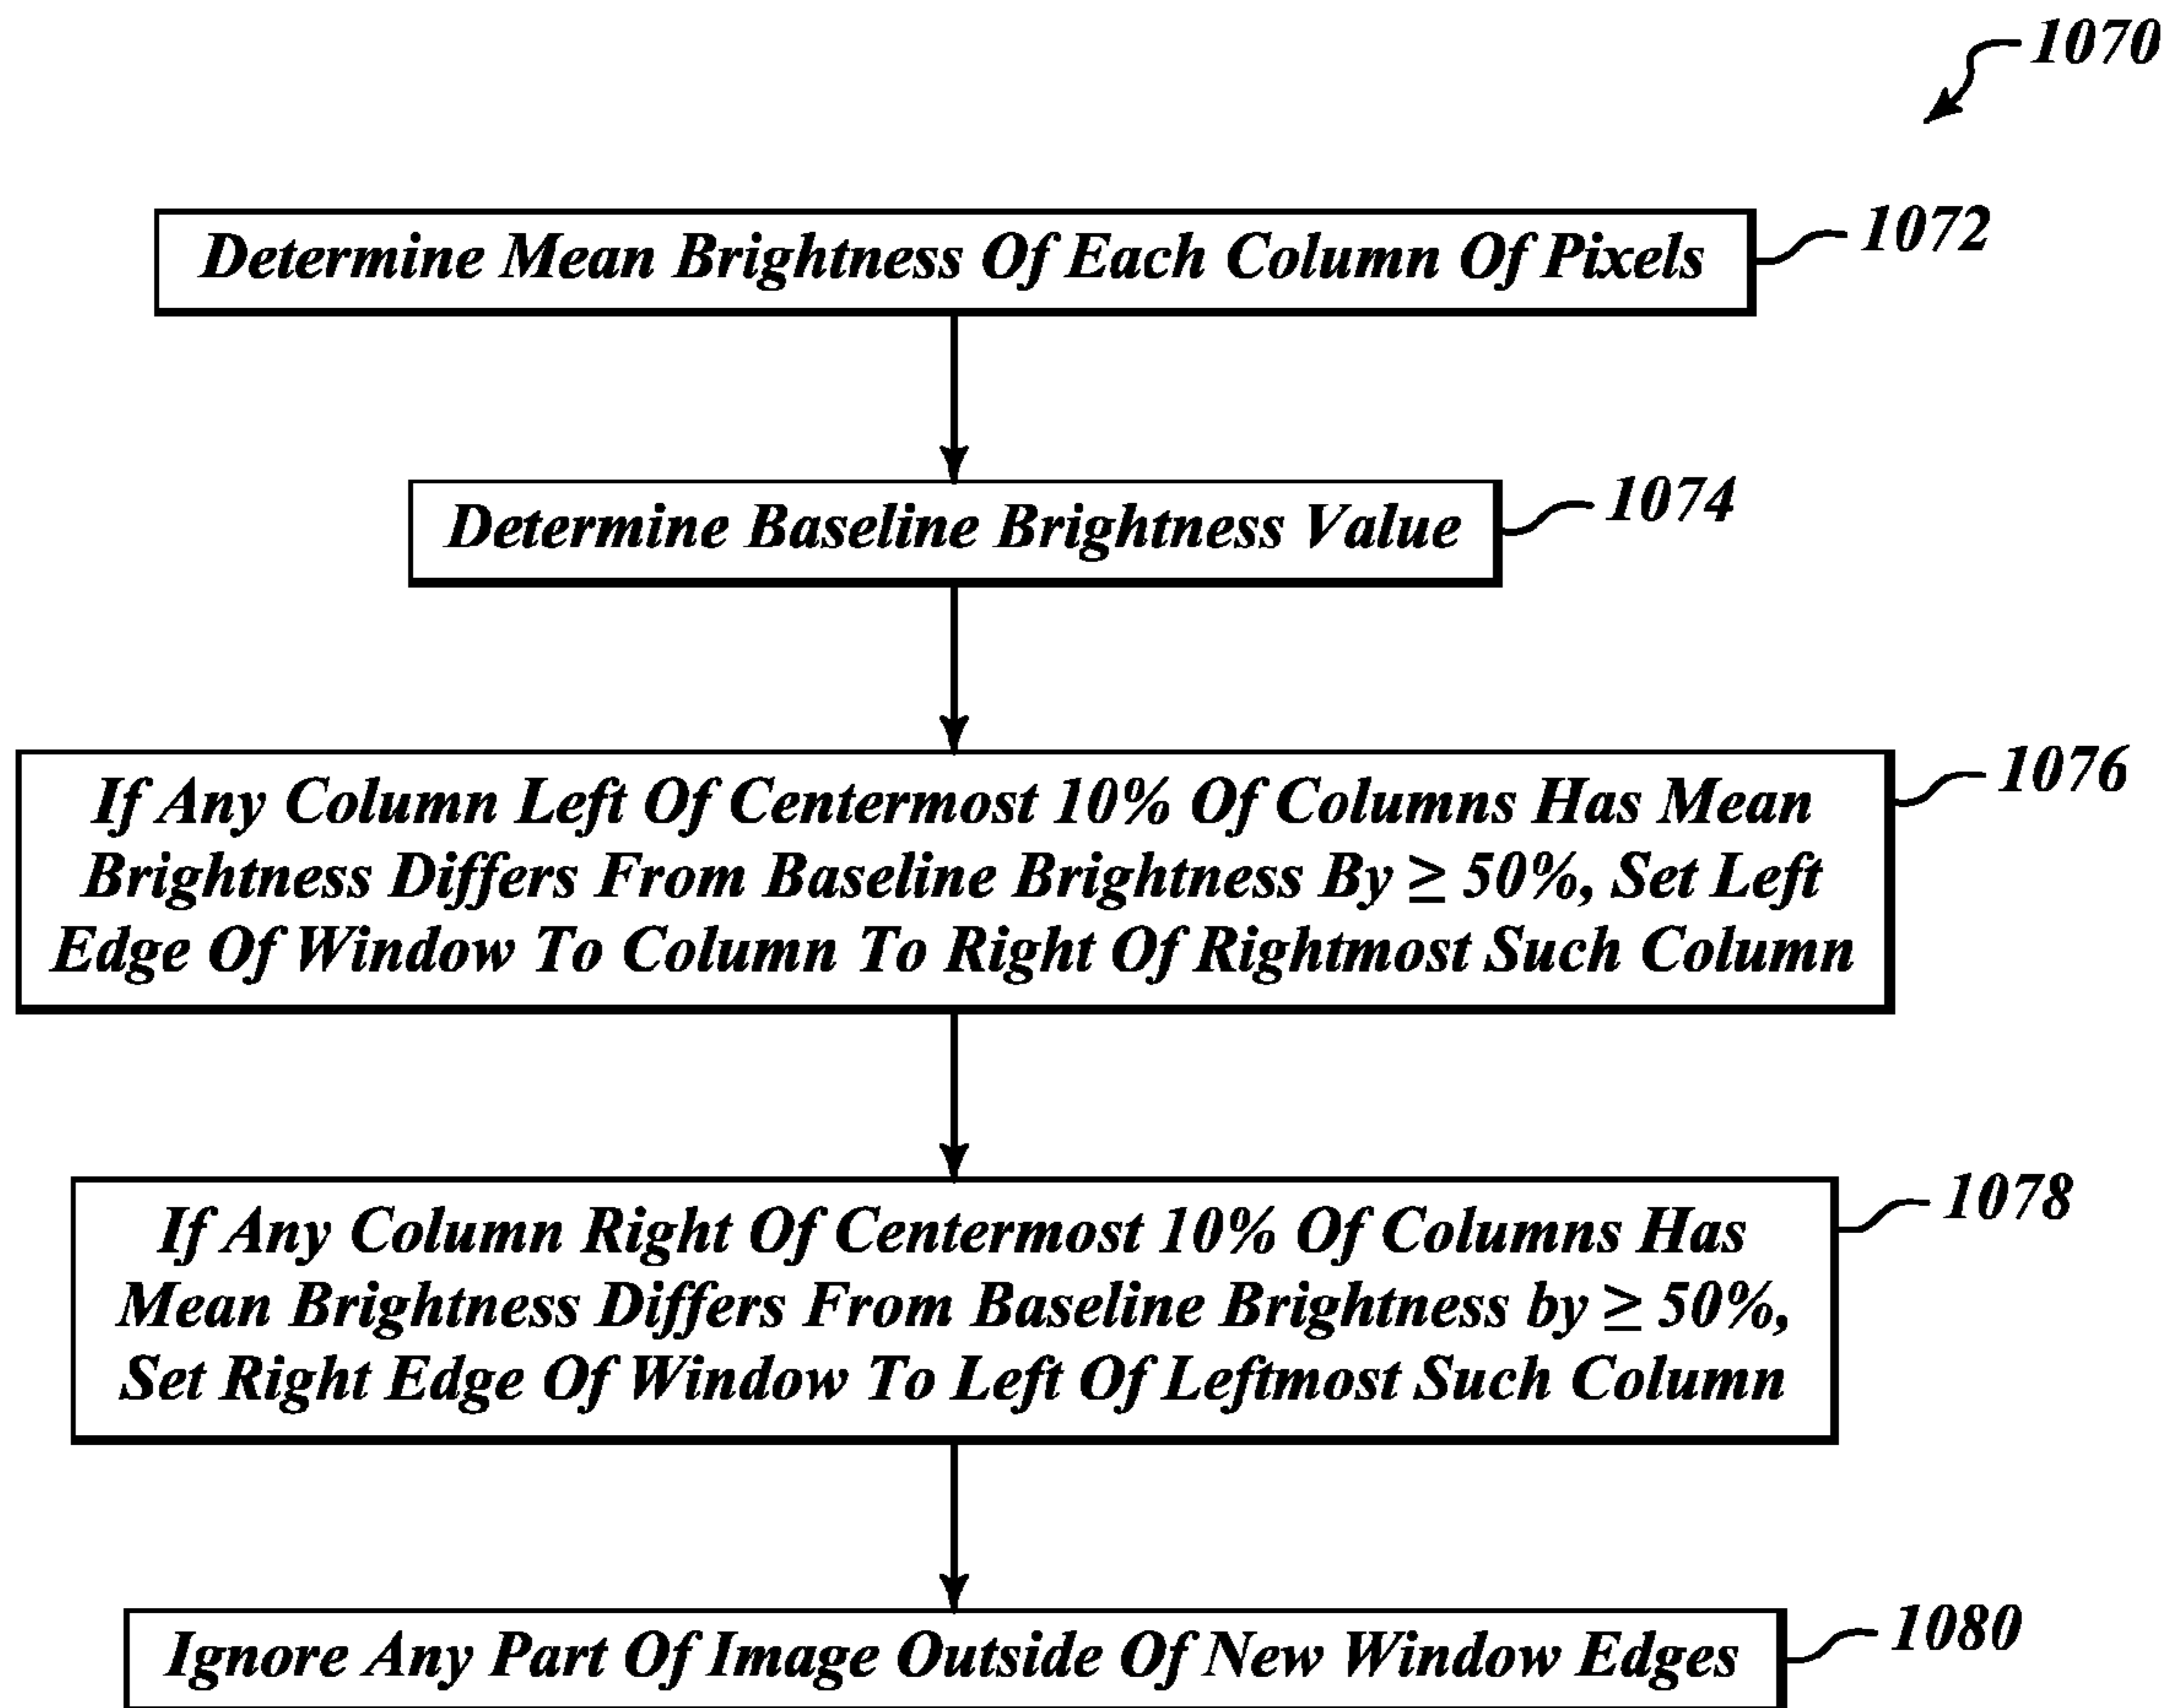 1070
Determine Mean Brightness Of Each Column Of Pixels
1072
Determine Baseline Brightness Value
1074
If Any Column Left Of Centermost 10% Of Columns Has Mean
Brightness Differs From Baseline Brightness By ≥ 50%, Set Left
Edge Of Window To Column To Right Of Rightmost Such Column
1076
If Any Column Right Of Centermost 10% Of Columns Has
Mean Brightness Differs From Baseline Brightness by ≥ 50%,
Set Right Edge Of Window To Left Of Leftmost Such Column
1078
Ignore Any Part Of Image Outside Of New Window Edges
1080